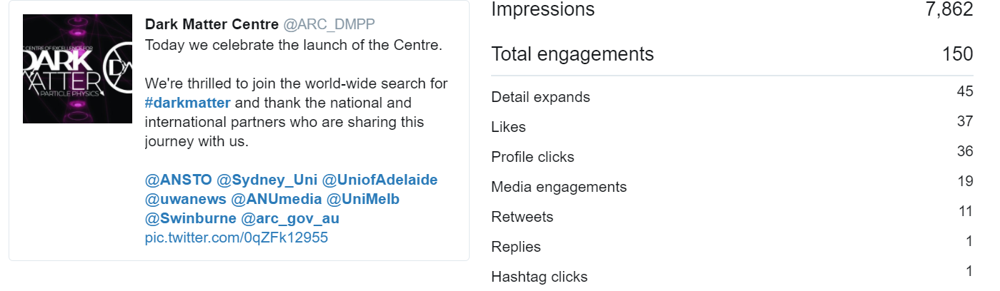 C CENTRE OF EXCELLENCE FOR
DARK
MATTER
PARTICLE PHYSICS
Dark Matter Centre @ARC_DMPP
Today we celebrate the launch of the Centre.
We're thrilled to join the world-wide search for
#darkmatter and thank the national and
international partners who are sharing this
journey with us.
@ANSTO @Sydney_Uni @UniofAdelaide
@uwanews @ANUmedia @UniMelb
@Swinburne @arc_gov_au
pic.twitter.com/0qZFk12955
Impressions 7,862
Total engagements 150
Detail expands 45
Likes 37
Profile clicks 36
Media engagements 19
Retweets 11
Replies 1
Hashtag clicks 1